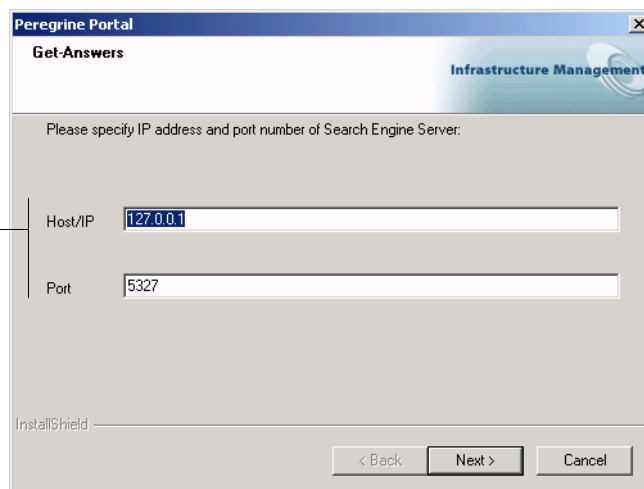 Peregrine Portal
Get-Answers
Infrastructure Management
Please specify IP address and port number of Search Engine Server:
Host/IP 127.0.0.1
Port 5327
InstallShield
< Back Next > Cancel